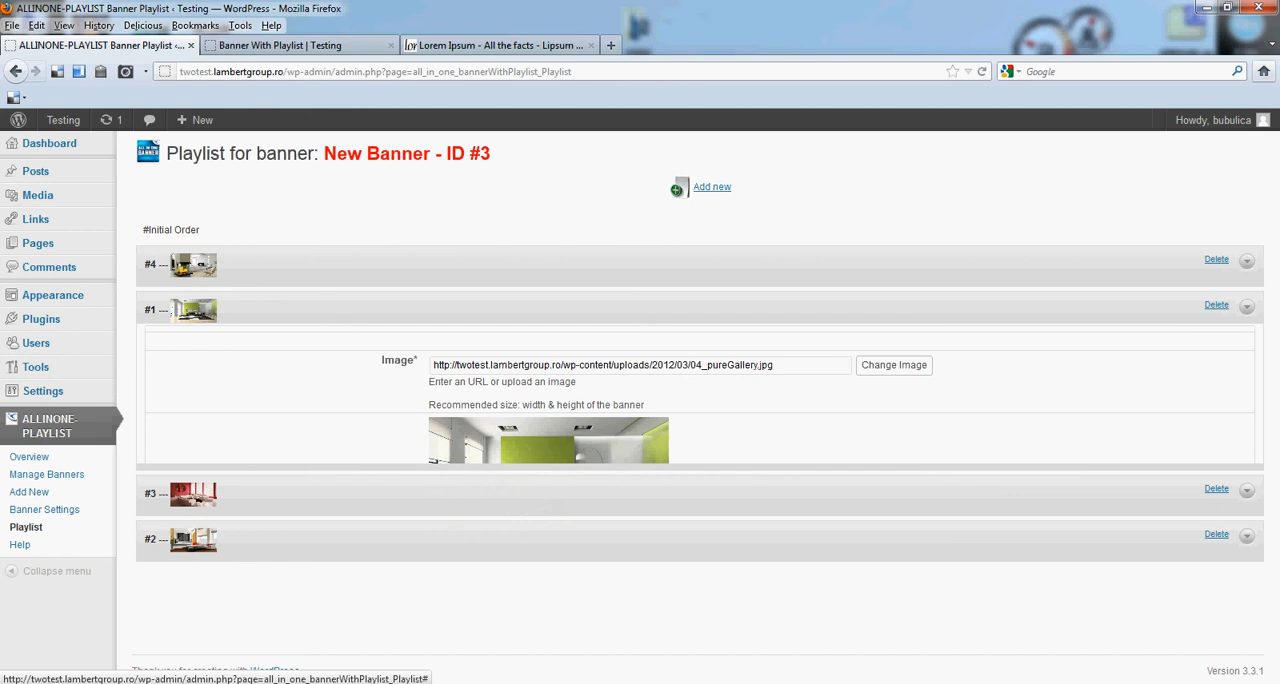 ALLINONE-PLAYLIST Banner Playlist ‹ Testing — WordPress - Mozilla Firefox
File Edit View History Delicious Bookmarks Tools Help
ALLINONE-PLAYLIST Banner Playlist ‹... × Banner With Playlist | Testing × Lorem Ipsum - All the facts - Lipsum ... × +
twotest.lambertgroup.ro/wp-admin/admin.php?page=all_in_one_bannerWithPlaylist_Playlist Google
Testing 1 + New Howdy, bubulica
Dashboard
Posts
Media
Links
Pages
Comments
Appearance
Plugins
Users
Tools
Settings
ALLINONE-
PLAYLIST
Overview
Manage Banners
Add New
Banner Settings
Playlist
Help
Collapse menu
Playlist for banner: New Banner - ID #3
Add new
#Initial Order
#4 --- Delete
#1 --- Delete
Image* http://twotest.lambertgroup.ro/wp-content/uploads/2012/03/04_pureGallery.jpg Change Image
Enter an URL or upload an image
Recommended size: width & height of the banner
#3 --- Delete
#2 --- Delete
Thank you for creating with WordPress. Version 3.3.1
http://twotest.lambertgroup.ro/wp-admin/admin.php?page=all_in_one_bannerWithPlaylist_Playlist#